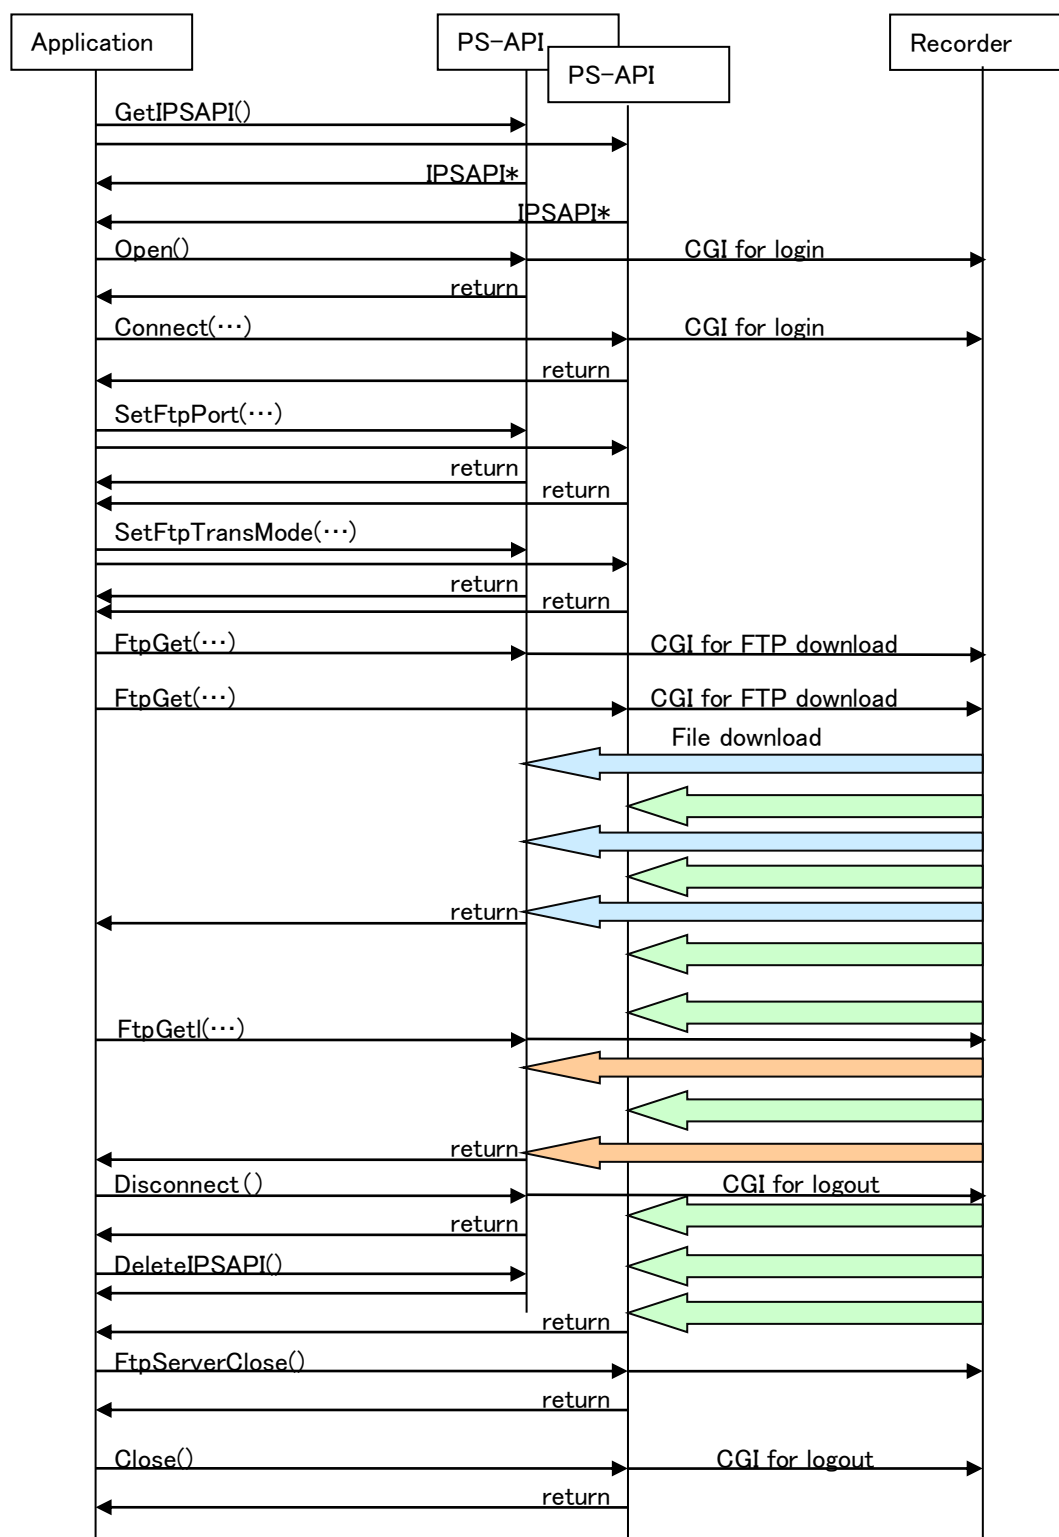 Application
PS-API
Recorder
PS-API
GetIPSAPI()
IPSAPI*
IPSAPI*
Open()
CGI for login
return
Connect(･･･)
CGI for login
return
SetFtpPort(･･･)
return
return
SetFtpTransMode(･･･)
return
return
FtpGet(･･･)
CGI for FTP download
FtpGet(･･･)
CGI for FTP download
File download
return
FtpGetl(･･･)
return
Disconnect()
CGI for logout
return
DeleteIPSAPI()
return
FtpServerClose()
return
Close()
CGI for logout
return